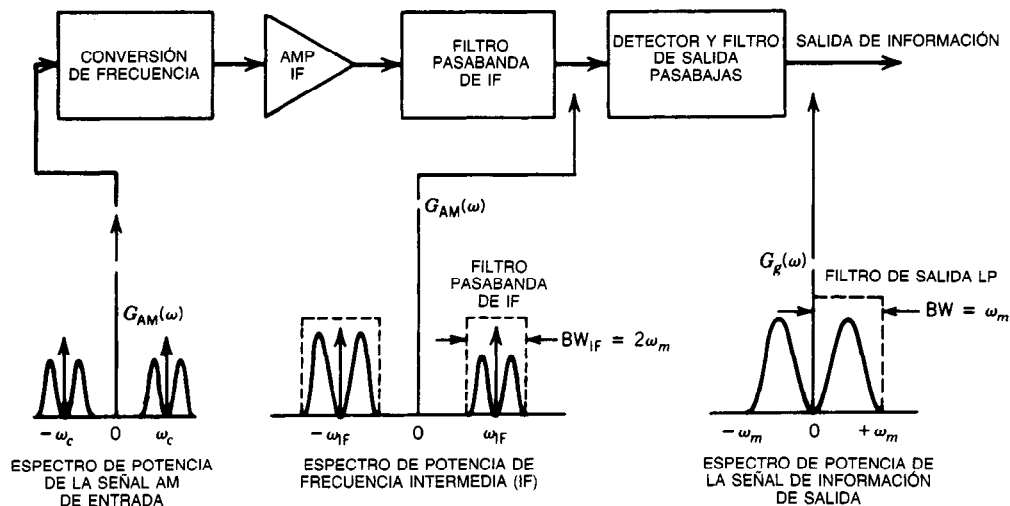 CONVERSIÓN
DE FRECUENCIA
AMP
IF
FILTRO
PASABANDA
DE IF
DETECTOR Y FILTRO
DE SALIDA
PASABAJAS
SALIDA DE INFORMACIÓN
G_AM(ω)
−ω_c 0 ω_c
ESPECTRO DE POTENCIA
DE LA SEÑAL AM
DE ENTRADA
G_AM(ω)
FILTRO
PASABANDA
DE IF
BW_IF = 2ω_m
−ω_IF 0 ω_IF
ESPECTRO DE POTENCIA DE
FRECUENCIA INTERMEDIA (IF)
G_g(ω)
FILTRO DE SALIDA LP
BW = ω_m
−ω_m 0 +ω_m
ESPECTRO DE POTENCIA DE
LA SEÑAL DE INFORMACIÓN
DE SALIDA